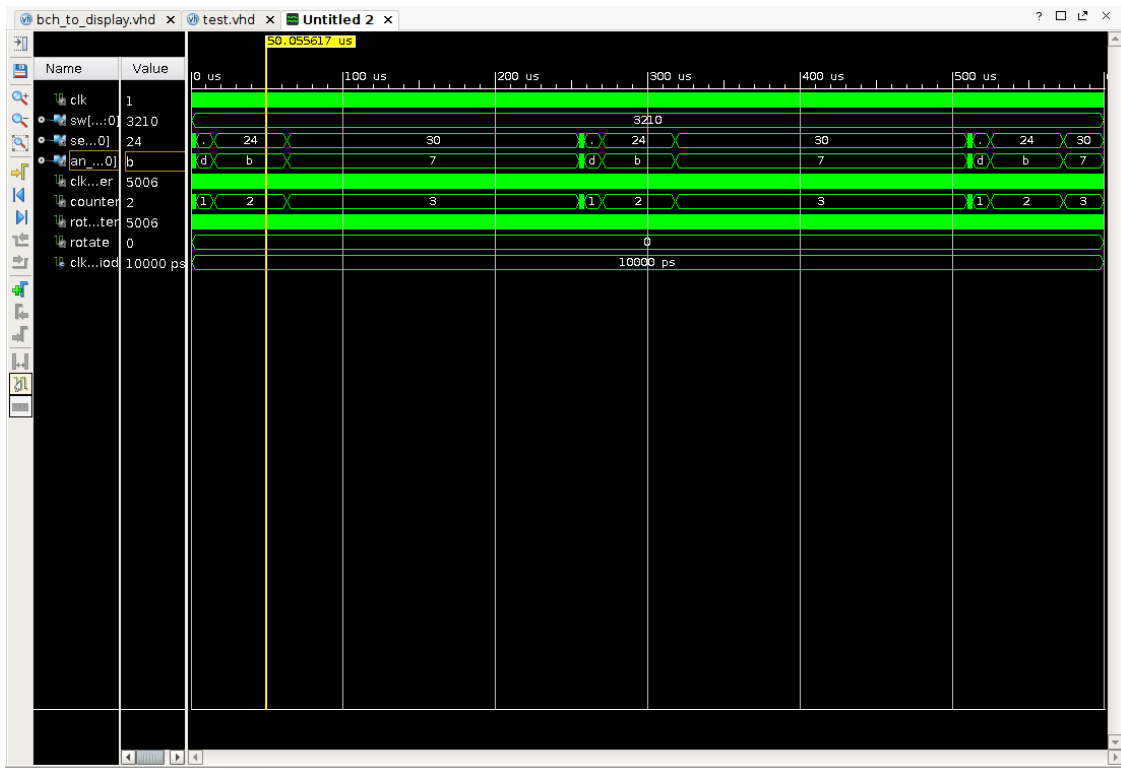 bch_to_display.vhd × test.vhd × Untitled 2 × ?
50.055617 us
Name Value
0 us 100 us 200 us 300 us 400 us 500 us
clk 1
sw[...:0] 3210 3210
se...0] 24 . 24 30 . 24 30 . 24 30
an_...0] b d b 7 d b 7 d b 7
clk...er 5006
counter 2 1 2 3 1 2 3 1 2 3
rot...ter 5006
rotate 0 0
clk...iod 10000 ps 10000 ps